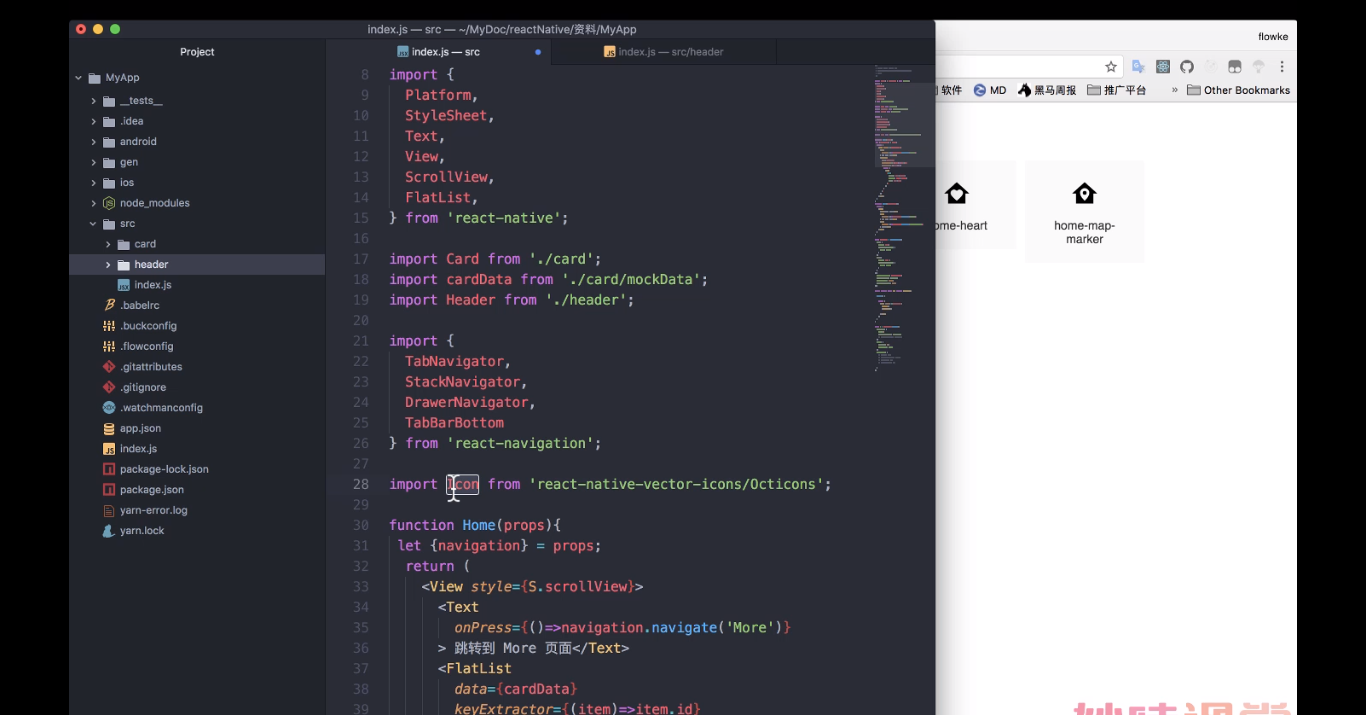 index.js — src — ~/MyDoc/reactNative/资料/MyApp
Project
index.js — src
index.js — src/header
MyApp
__tests__
.idea
android
gen
ios
node_modules
src
card
header
index.js
.babelrc
.buckconfig
.flowconfig
.gitattributes
.gitignore
.watchmanconfig
app.json
index.js
package-lock.json
package.json
yarn-error.log
yarn.lock
8 import {
9 Platform,
10 StyleSheet,
11 Text,
12 View,
13 ScrollView,
14 FlatList,
15 } from 'react-native';
16
17 import Card from './card';
18 import cardData from './card/mockData';
19 import Header from './header';
20
21 import {
22 TabNavigator,
23 StackNavigator,
24 DrawerNavigator,
25 TabBarBottom
26 } from 'react-navigation';
27
28 import Icon from 'react-native-vector-icons/Octicons';
29
30 function Home(props){
31 let {navigation} = props;
32 return (
33 <View style={S.scrollView}>
34 <Text
35 onPress={()=>navigation.navigate('More')}
36 > 跳转到 More 页面</Text>
37 <FlatList
38 data={cardData}
39 keyExtractor={(item)=>item.id}
flowke
软件 MD 黑马周报 推广平台 » Other Bookmarks
ome-heart
home-map-
marker